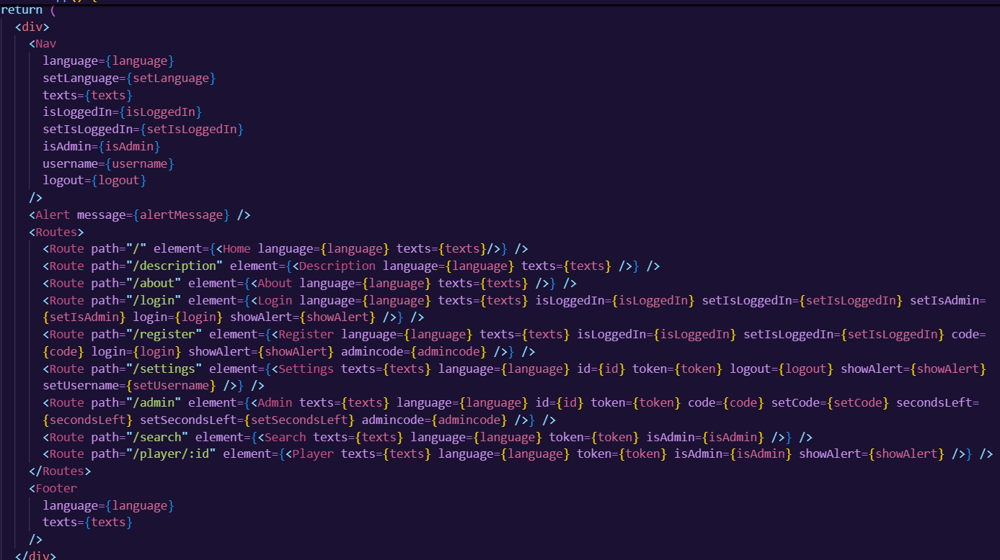 return (
<div>
<Nav
language={language}
setLanguage={setLanguage}
texts={texts}
isLoggedIn={isLoggedIn}
setIsLoggedIn={setIsLoggedIn}
isAdmin={isAdmin}
username={username}
logout={logout}
/>
<Alert message={alertMessage} />
<Routes>
<Route path="/" element={<Home language={language} texts={texts}/>} />
<Route path="/description" element={<Description language={language} texts={texts} />} />
<Route path="/about" element={<About language={language} texts={texts} />} />
<Route path="/login" element={<Login language={language} texts={texts} isLoggedIn={isLoggedIn} setIsLoggedIn={setIsLoggedIn} setIsAdmin=
{setIsAdmin} login={login} showAlert={showAlert} />} />
<Route path="/register" element={<Register language={language} texts={texts} isLoggedIn={isLoggedIn} setIsLoggedIn={setIsLoggedIn} code=
{code} login={login} showAlert={showAlert} admincode={admincode} />} />
<Route path="/settings" element={<Settings texts={texts} language={language} id={id} token={token} logout={logout} showAlert={showAlert}
setUsername={setUsername} />} />
<Route path="/admin" element={<Admin texts={texts} language={language} id={id} token={token} code={code} setCode={setCode} secondsLeft=
{secondsLeft} setSecondsLeft={setSecondsLeft} admincode={admincode} />} />
<Route path="/search" element={<Search texts={texts} language={language} token={token} isAdmin={isAdmin} />} />
<Route path="/player/:id" element={<Player texts={texts} language={language} token={token} isAdmin={isAdmin} showAlert={showAlert} />} />
</Routes>
<Footer
language={language}
texts={texts}
/>
</div>